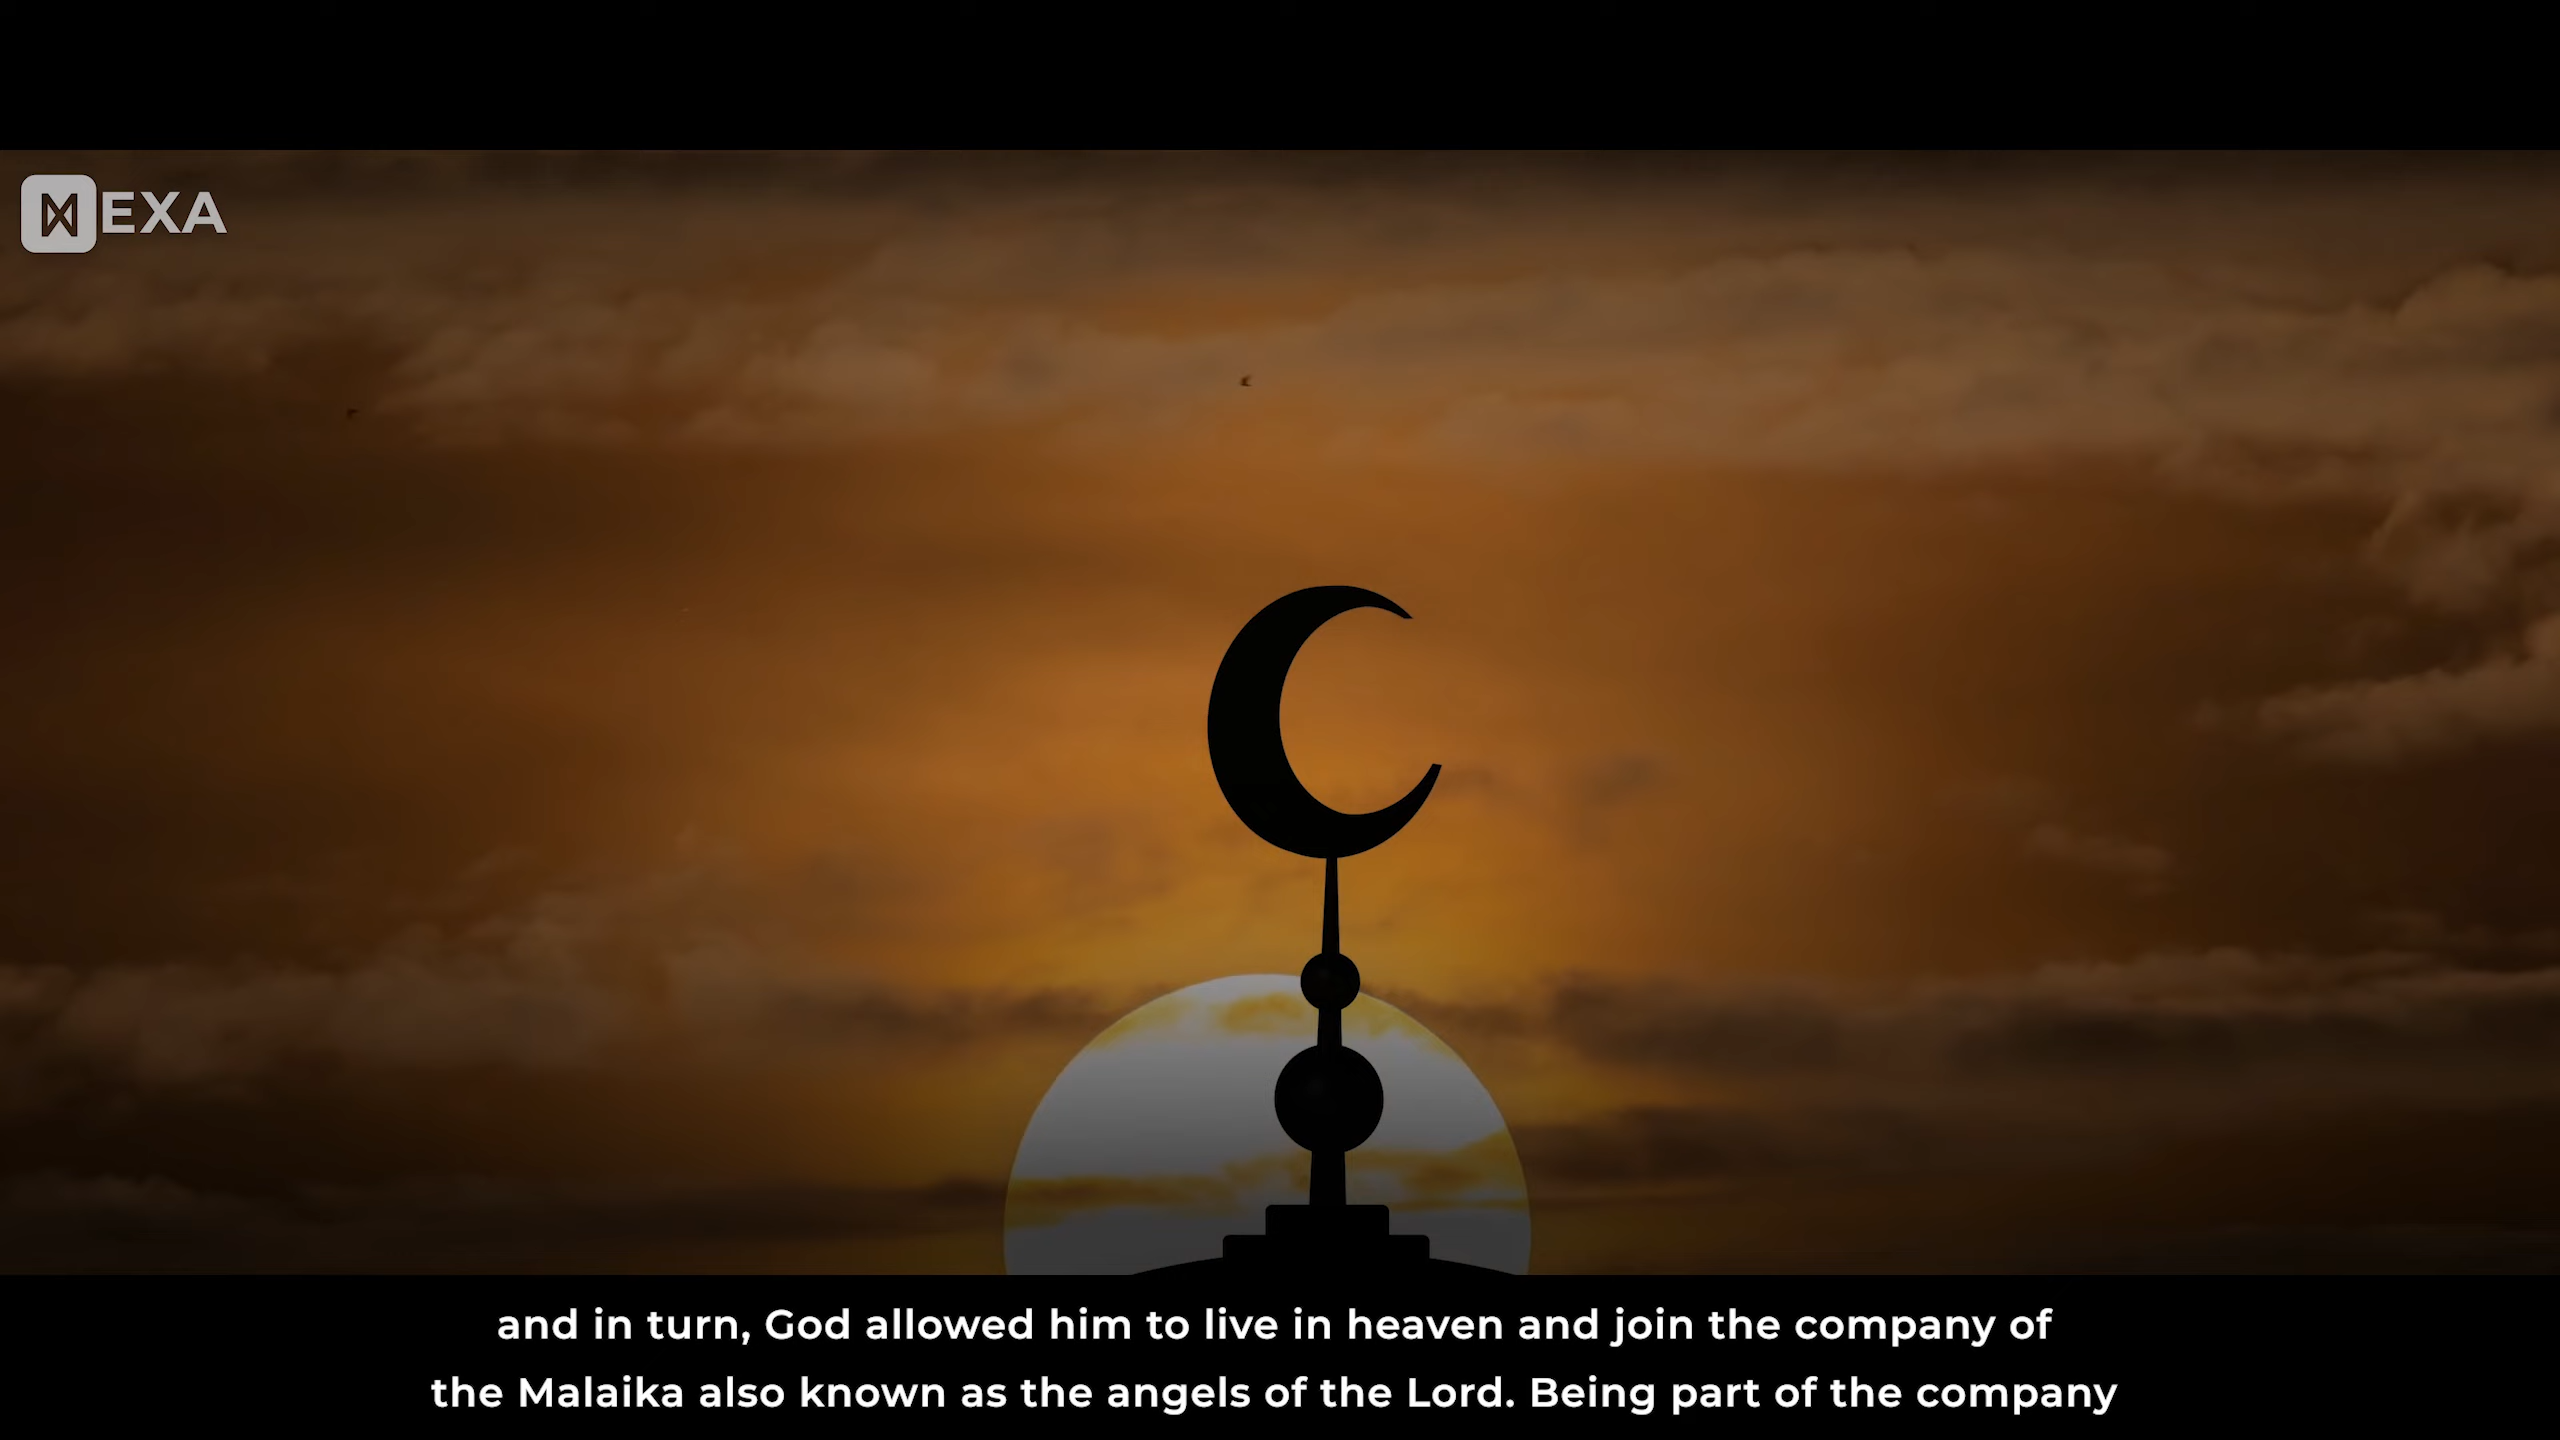 MEXA
and in turn, God allowed him to live in heaven and join the company of
the Malaika also known as the angels of the Lord. Being part of the company